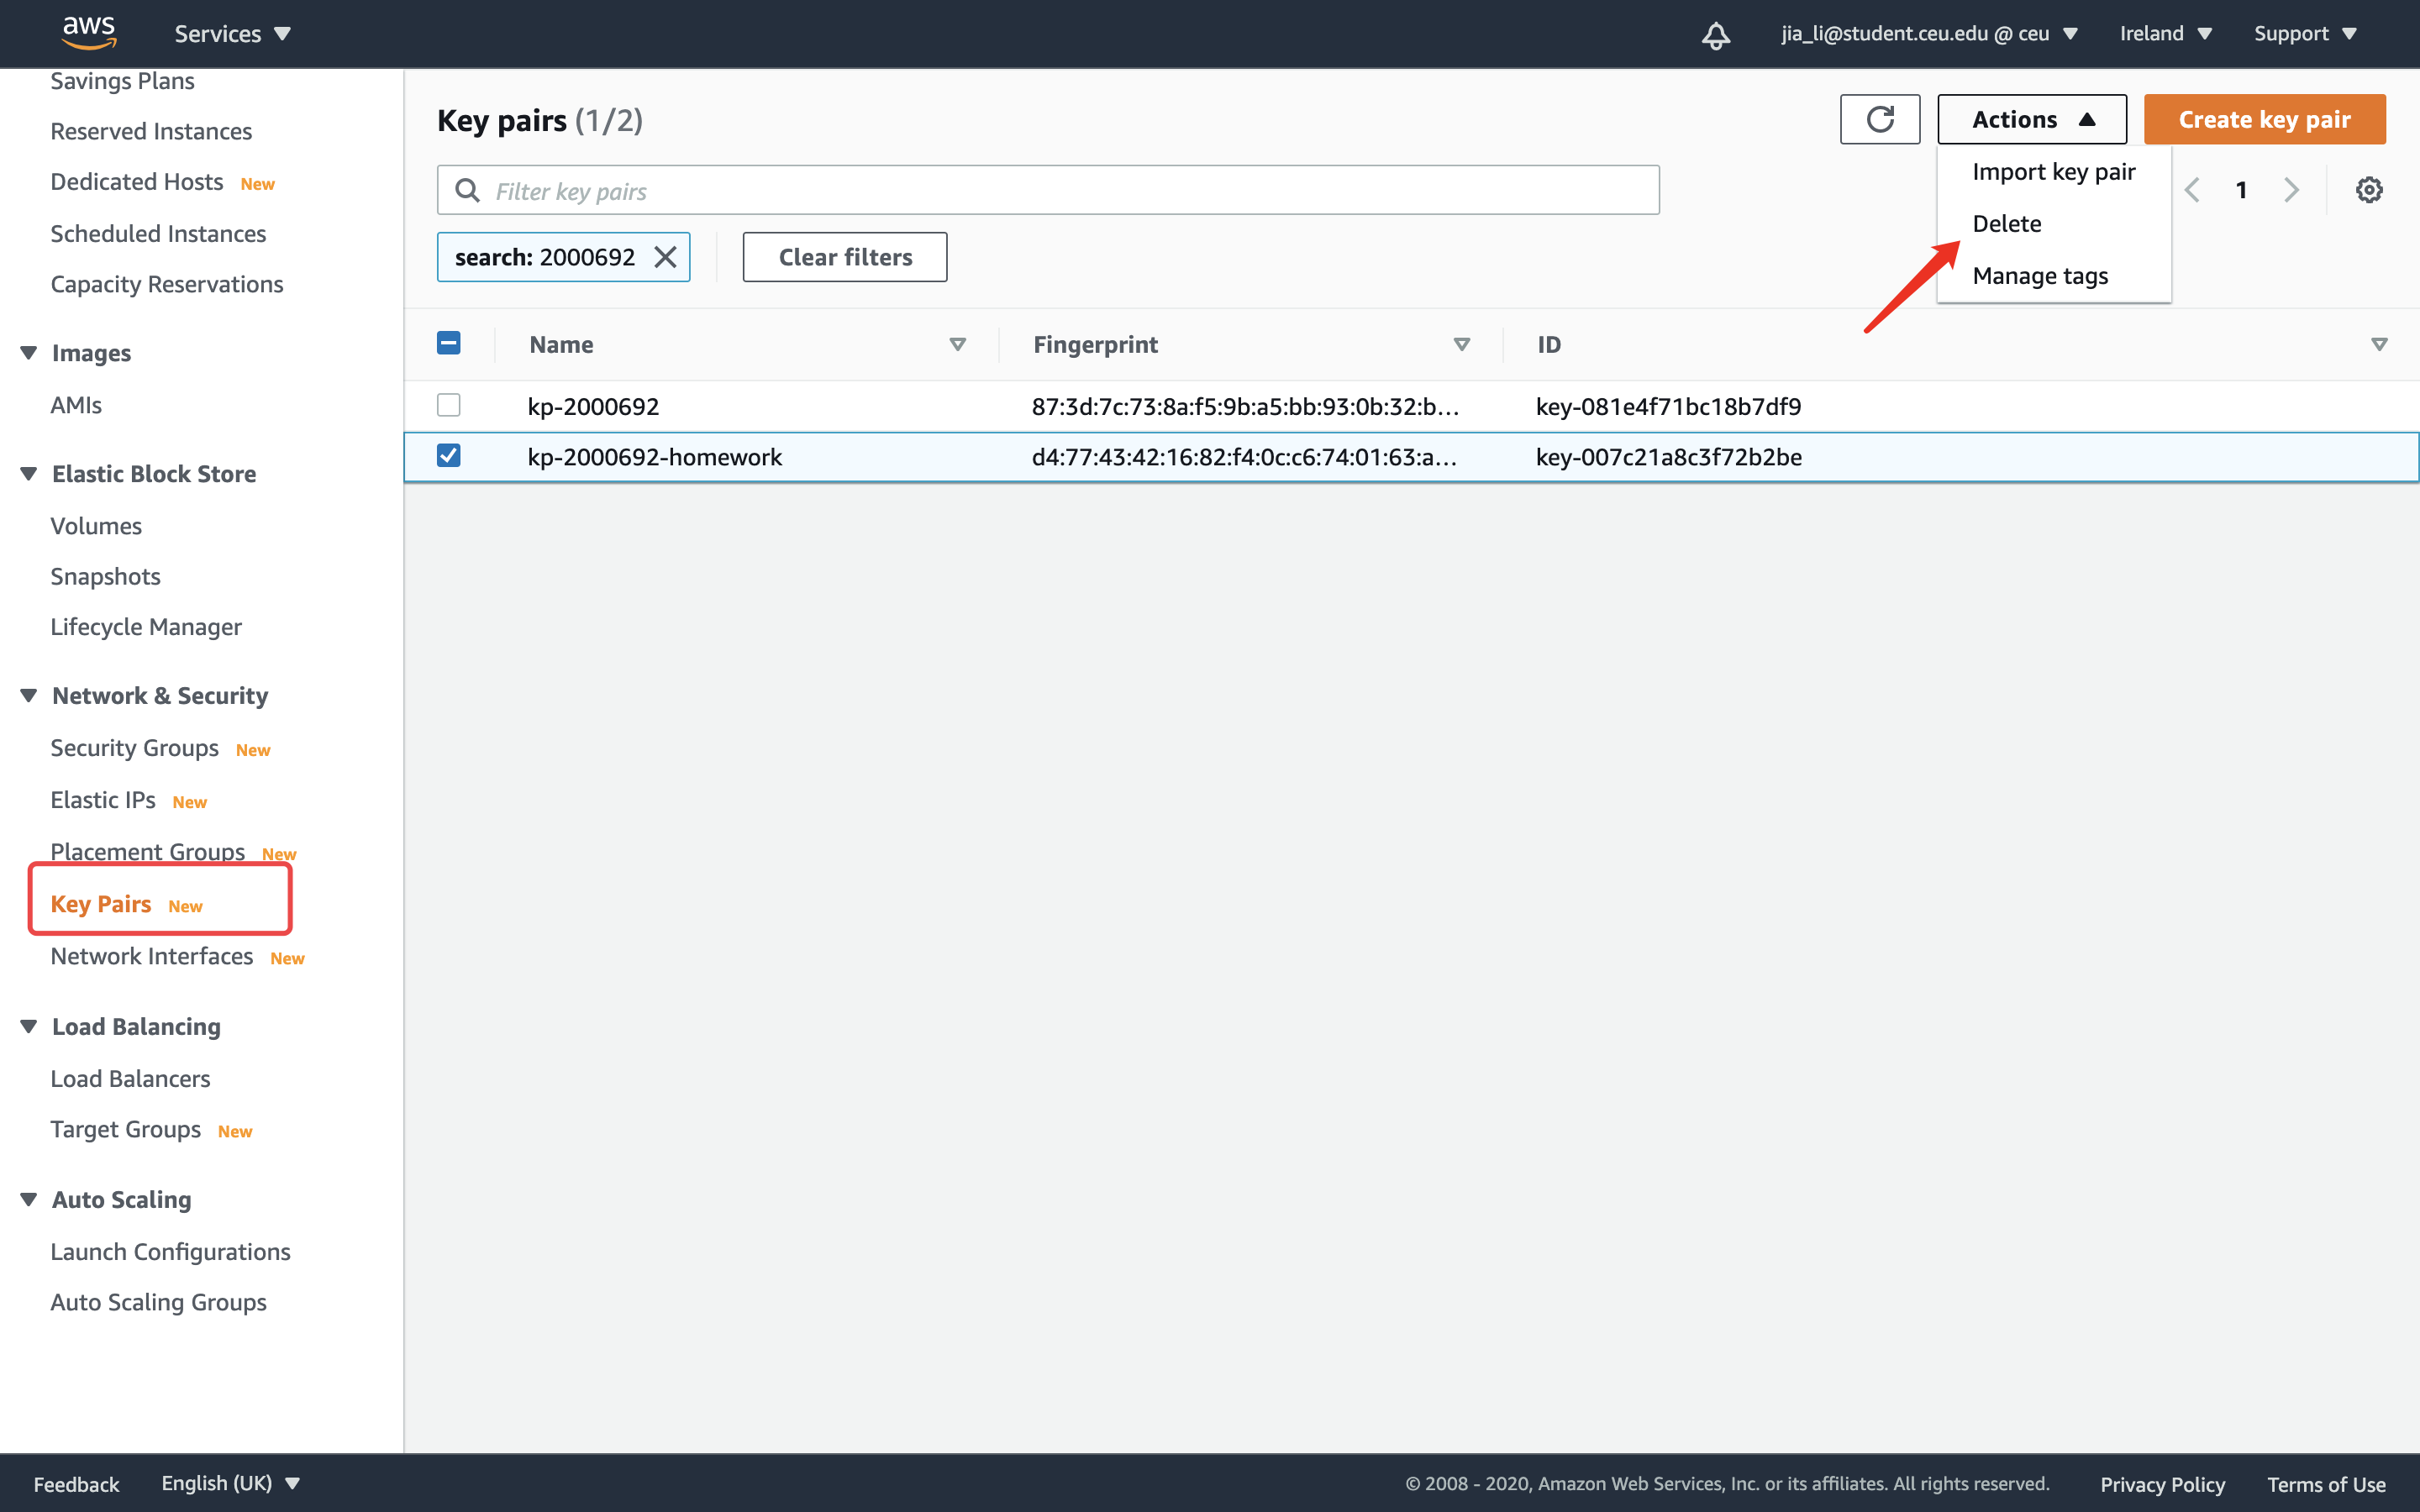 aws
Services
jia_li@student.ceu.edu @ ceu
Ireland
Support
Savings Plans
Reserved Instances
Dedicated Hosts New
Scheduled Instances
Capacity Reservations
Images
AMIs
Elastic Block Store
Volumes
Snapshots
Lifecycle Manager
Network & Security
Security Groups New
Elastic IPs New
Placement Groups New
Key Pairs New
Network Interfaces New
Load Balancing
Load Balancers
Target Groups New
Auto Scaling
Launch Configurations
Auto Scaling Groups
Key pairs (1/2)
Actions
Create key pair
Import key pair
Delete
Manage tags
Filter key pairs
1
search: 2000692
Clear filters
Name Fingerprint ID
kp-2000692 87:3d:7c:73:8a:f5:9b:a5:bb:93:0b:32:b... key-081e4f71bc18b7df9
kp-2000692-homework d4:77:43:42:16:82:f4:0c:c6:74:01:63:a... key-007c21a8c3f72b2be
Feedback
English (UK)
© 2008 - 2020, Amazon Web Services, Inc. or its affiliates. All rights reserved.
Privacy Policy
Terms of Use